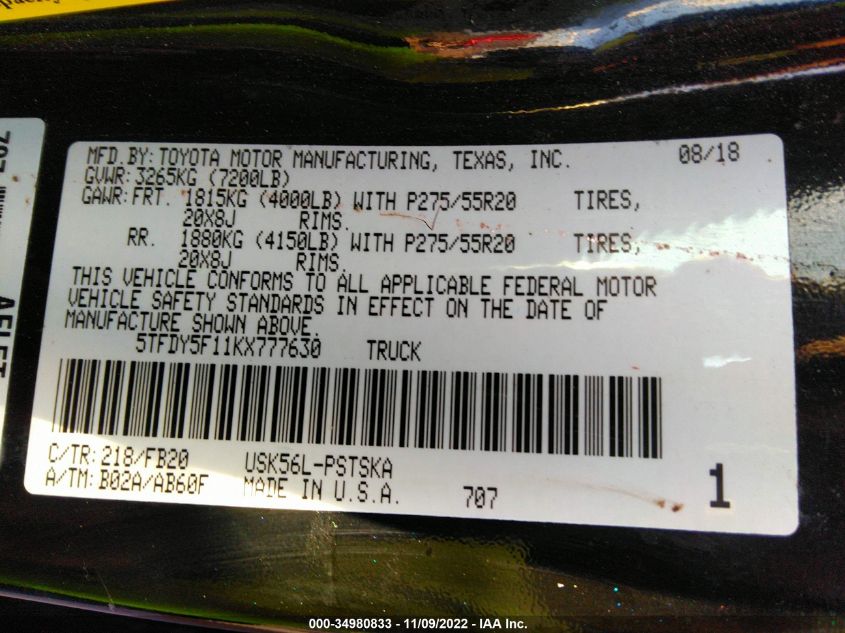 MFD.BY:TOYOTA MOTOR MANUFACTURING, TEXAS, INC. 08/18
GVWR:3265KG (7200LB)
GAWR:FRT. 1815KG (4000LB) WITH P275/55R20 TIRES,
20X8J RIMS.
RR. 1880KG (4150LB) WITH P275/55R20 TIRES,
20X8J RIMS.
THIS VEHICLE CONFORMS TO ALL APPLICABLE FEDERAL MOTOR
VEHICLE SAFETY STANDARDS IN EFFECT ON THE DATE OF
MANUFACTURE SHOWN ABOVE.
5TFDY5F11KX777630 TRUCK
C/TR:218/FB20 USK56L-PSTSKA
A/TM:B02A/AB60F MADE IN U.S.A. 707 1
707
000-34980833 - 11/09/2022 - IAA Inc.